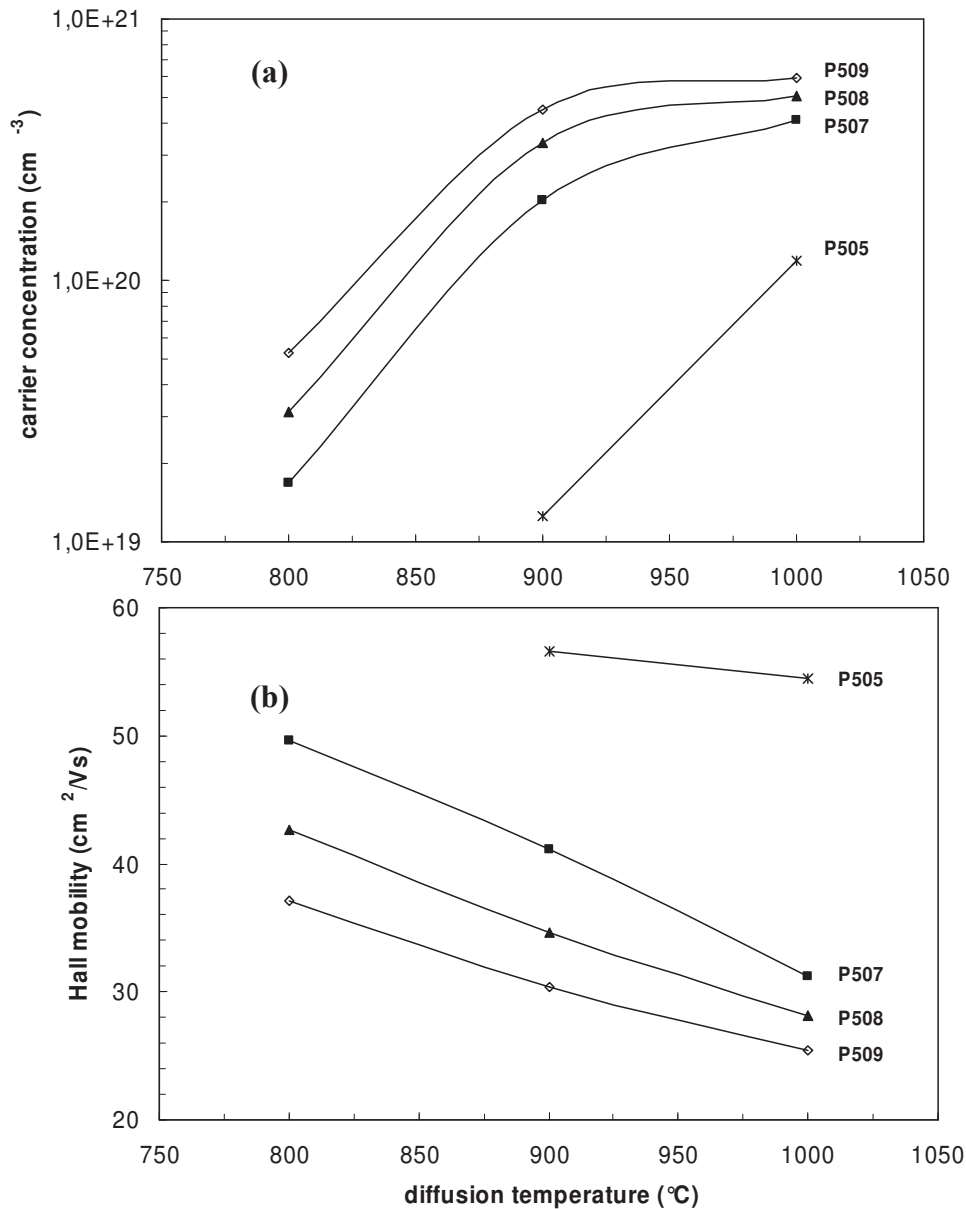 1,0E+21
(a)
P509
P508
P507
carrier concentration (cm -3)
P505
1,0E+20
1,0E+19
750 800 850 900 950 1000 1050
60
P505
(b)
50
Hall mobility (cm 2/Vs)
40
30
P507
P508
P509
20
750 800 850 900 950 1000 1050
diffusion temperature (°C)